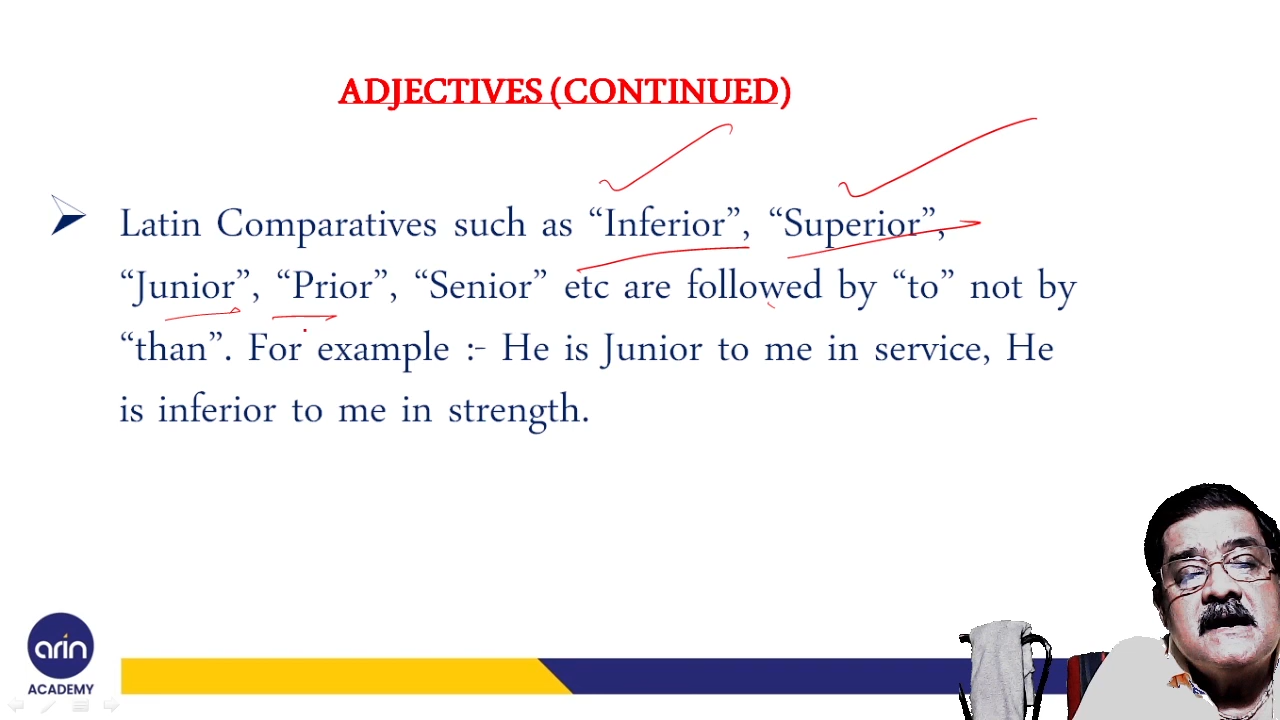 ADJECTIVES (CONTINUED)
Latin Comparatives such as “Inferior”, “Superior”,
“Junior”, “Prior”, “Senior” etc are followed by “to” not by
“than”. For example :- He is Junior to me in service, He
is inferior to me in strength.
arin
ACADEMY